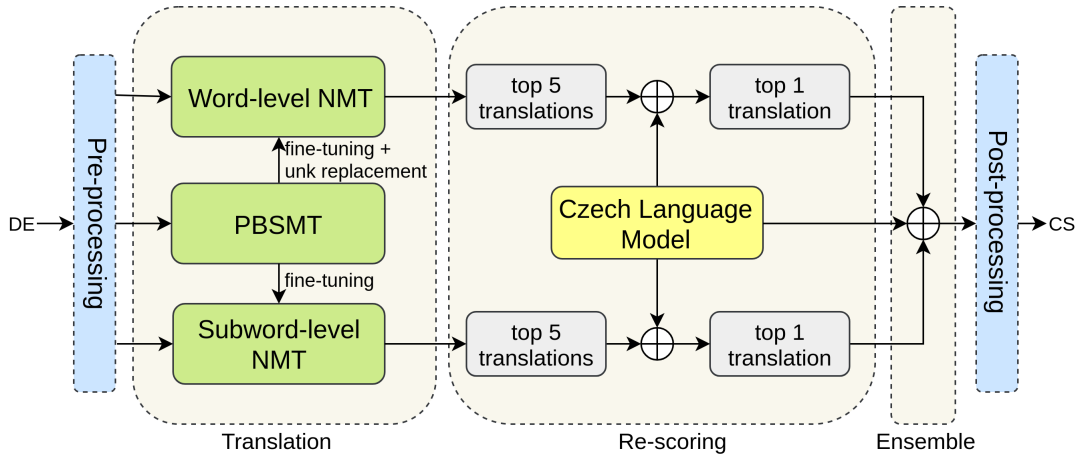 DE
Pre-processing
Word-level NMT
fine-tuning +
unk replacement
PBSMT
fine-tuning
Subword-level
NMT
Translation
top 5
translations
top 1
translation
Czech Language
Model
top 5
translations
top 1
translation
Re-scoring
Ensemble
Post-processing
CS